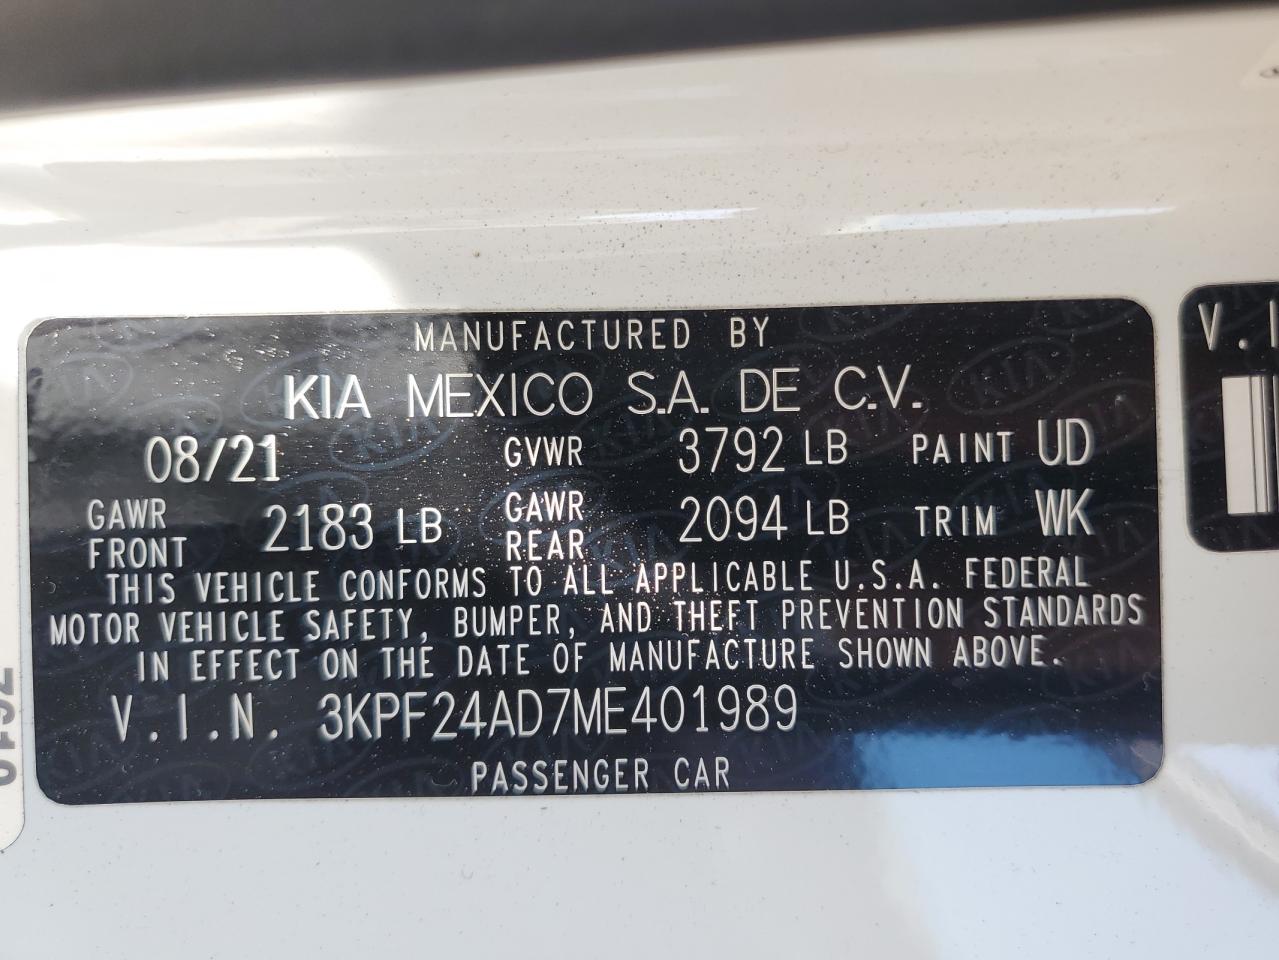 MANUFACTURED BY
KIA MEXICO S.A. DE C.V.
08/21 GVWR 3792 LB PAINT UD
GAWR FRONT 2183 LB GAWR REAR 2094 LB TRIM WK
THIS VEHICLE CONFORMS TO ALL APPLICABLE U.S.A. FEDERAL
MOTOR VEHICLE SAFETY, BUMPER, AND THEFT PREVENTION STANDARDS
IN EFFECT ON THE DATE OF MANUFACTURE SHOWN ABOVE.
V.I.N. 3KPF24AD7ME401989
PASSENGER CAR
V.I